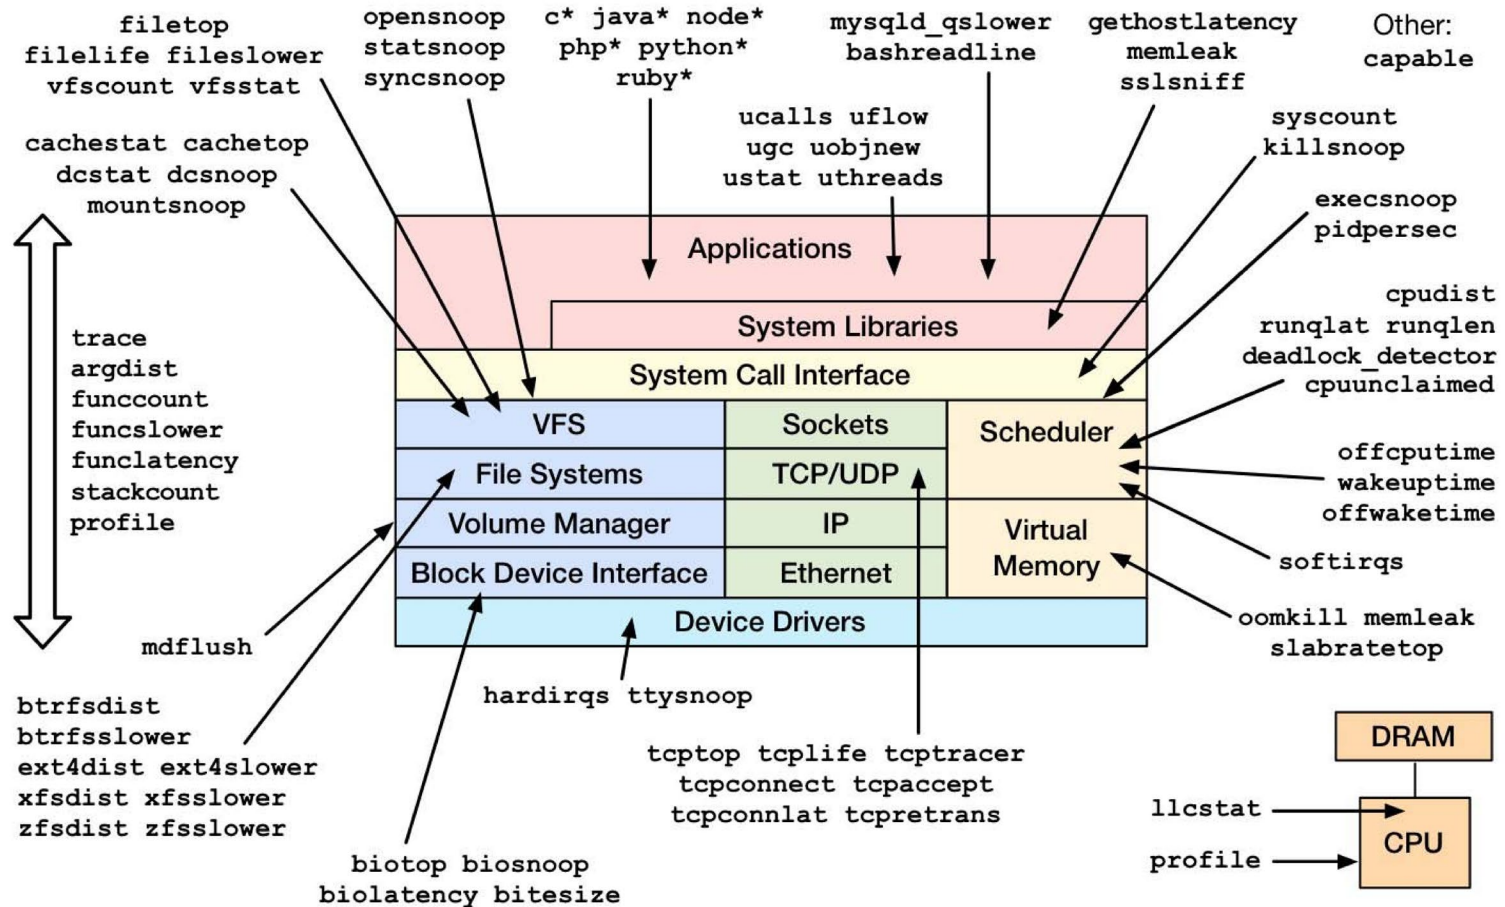 filetop
filelife fileslower
vfscount vfsstat
opensnoop
statsnoop
syncsnoop
c* java* node*
php* python*
ruby*
mysqld_qslower
bashreadline
gethostlatency
memleak
sslsniff
Other:
capable
cachestat cachetop
dcstat dcsnoop
mountsnoop
ucalls uflow
ugc uobjnew
ustat uthreads
syscount
killsnoop
execsnoop
pidpersec
trace
argdist
funccount
funcslower
funclatency
stackcount
profile
Applications
System Libraries
System Call Interface
VFS
File Systems
Volume Manager
Block Device Interface
Sockets
TCP/UDP
IP
Ethernet
Scheduler
Virtual
Memory
Device Drivers
cpudist
runqlat runqlen
deadlock_detector
cpuunclaimed
offcputime
wakeuptime
offwaketime
softirqs
oomkill memleak
slabratetop
mdflush
btrfsdist
btrfsslower
ext4dist ext4slower
xfsdist xfsslower
zfsdist zfsslower
hardirqs ttysnoop
biotop biosnoop
biolatency bitesize
tcptop tcplife tcptracer
tcpconnect tcpaccept
tcpconnlat tcpretrans
DRAM
llcstat
CPU
profile